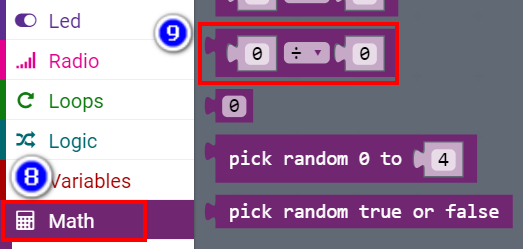 Led
Radio
Loops
Logic
Variables
Math
8
9
0 ÷ 0
0
pick random 0 to 4
pick random true or false